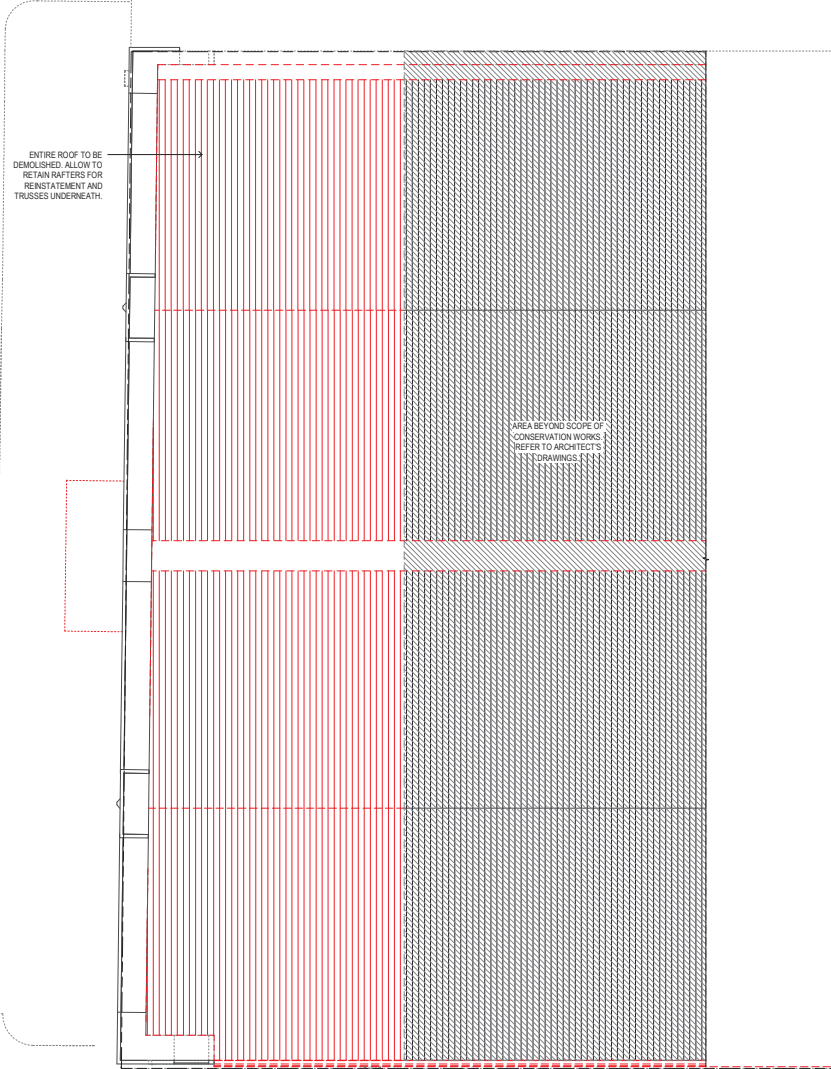 ENTIRE ROOF TO BE
DEMOLISHED. ALLOW TO
RETAIN RAFTERS FOR
REINSTATEMENT AND
TRUSSES UNDERNEATH.
AREA BEYOND SCOPE OF
CONSERVATION WORKS.
REFER TO ARCHITECT'S
DRAWINGS.